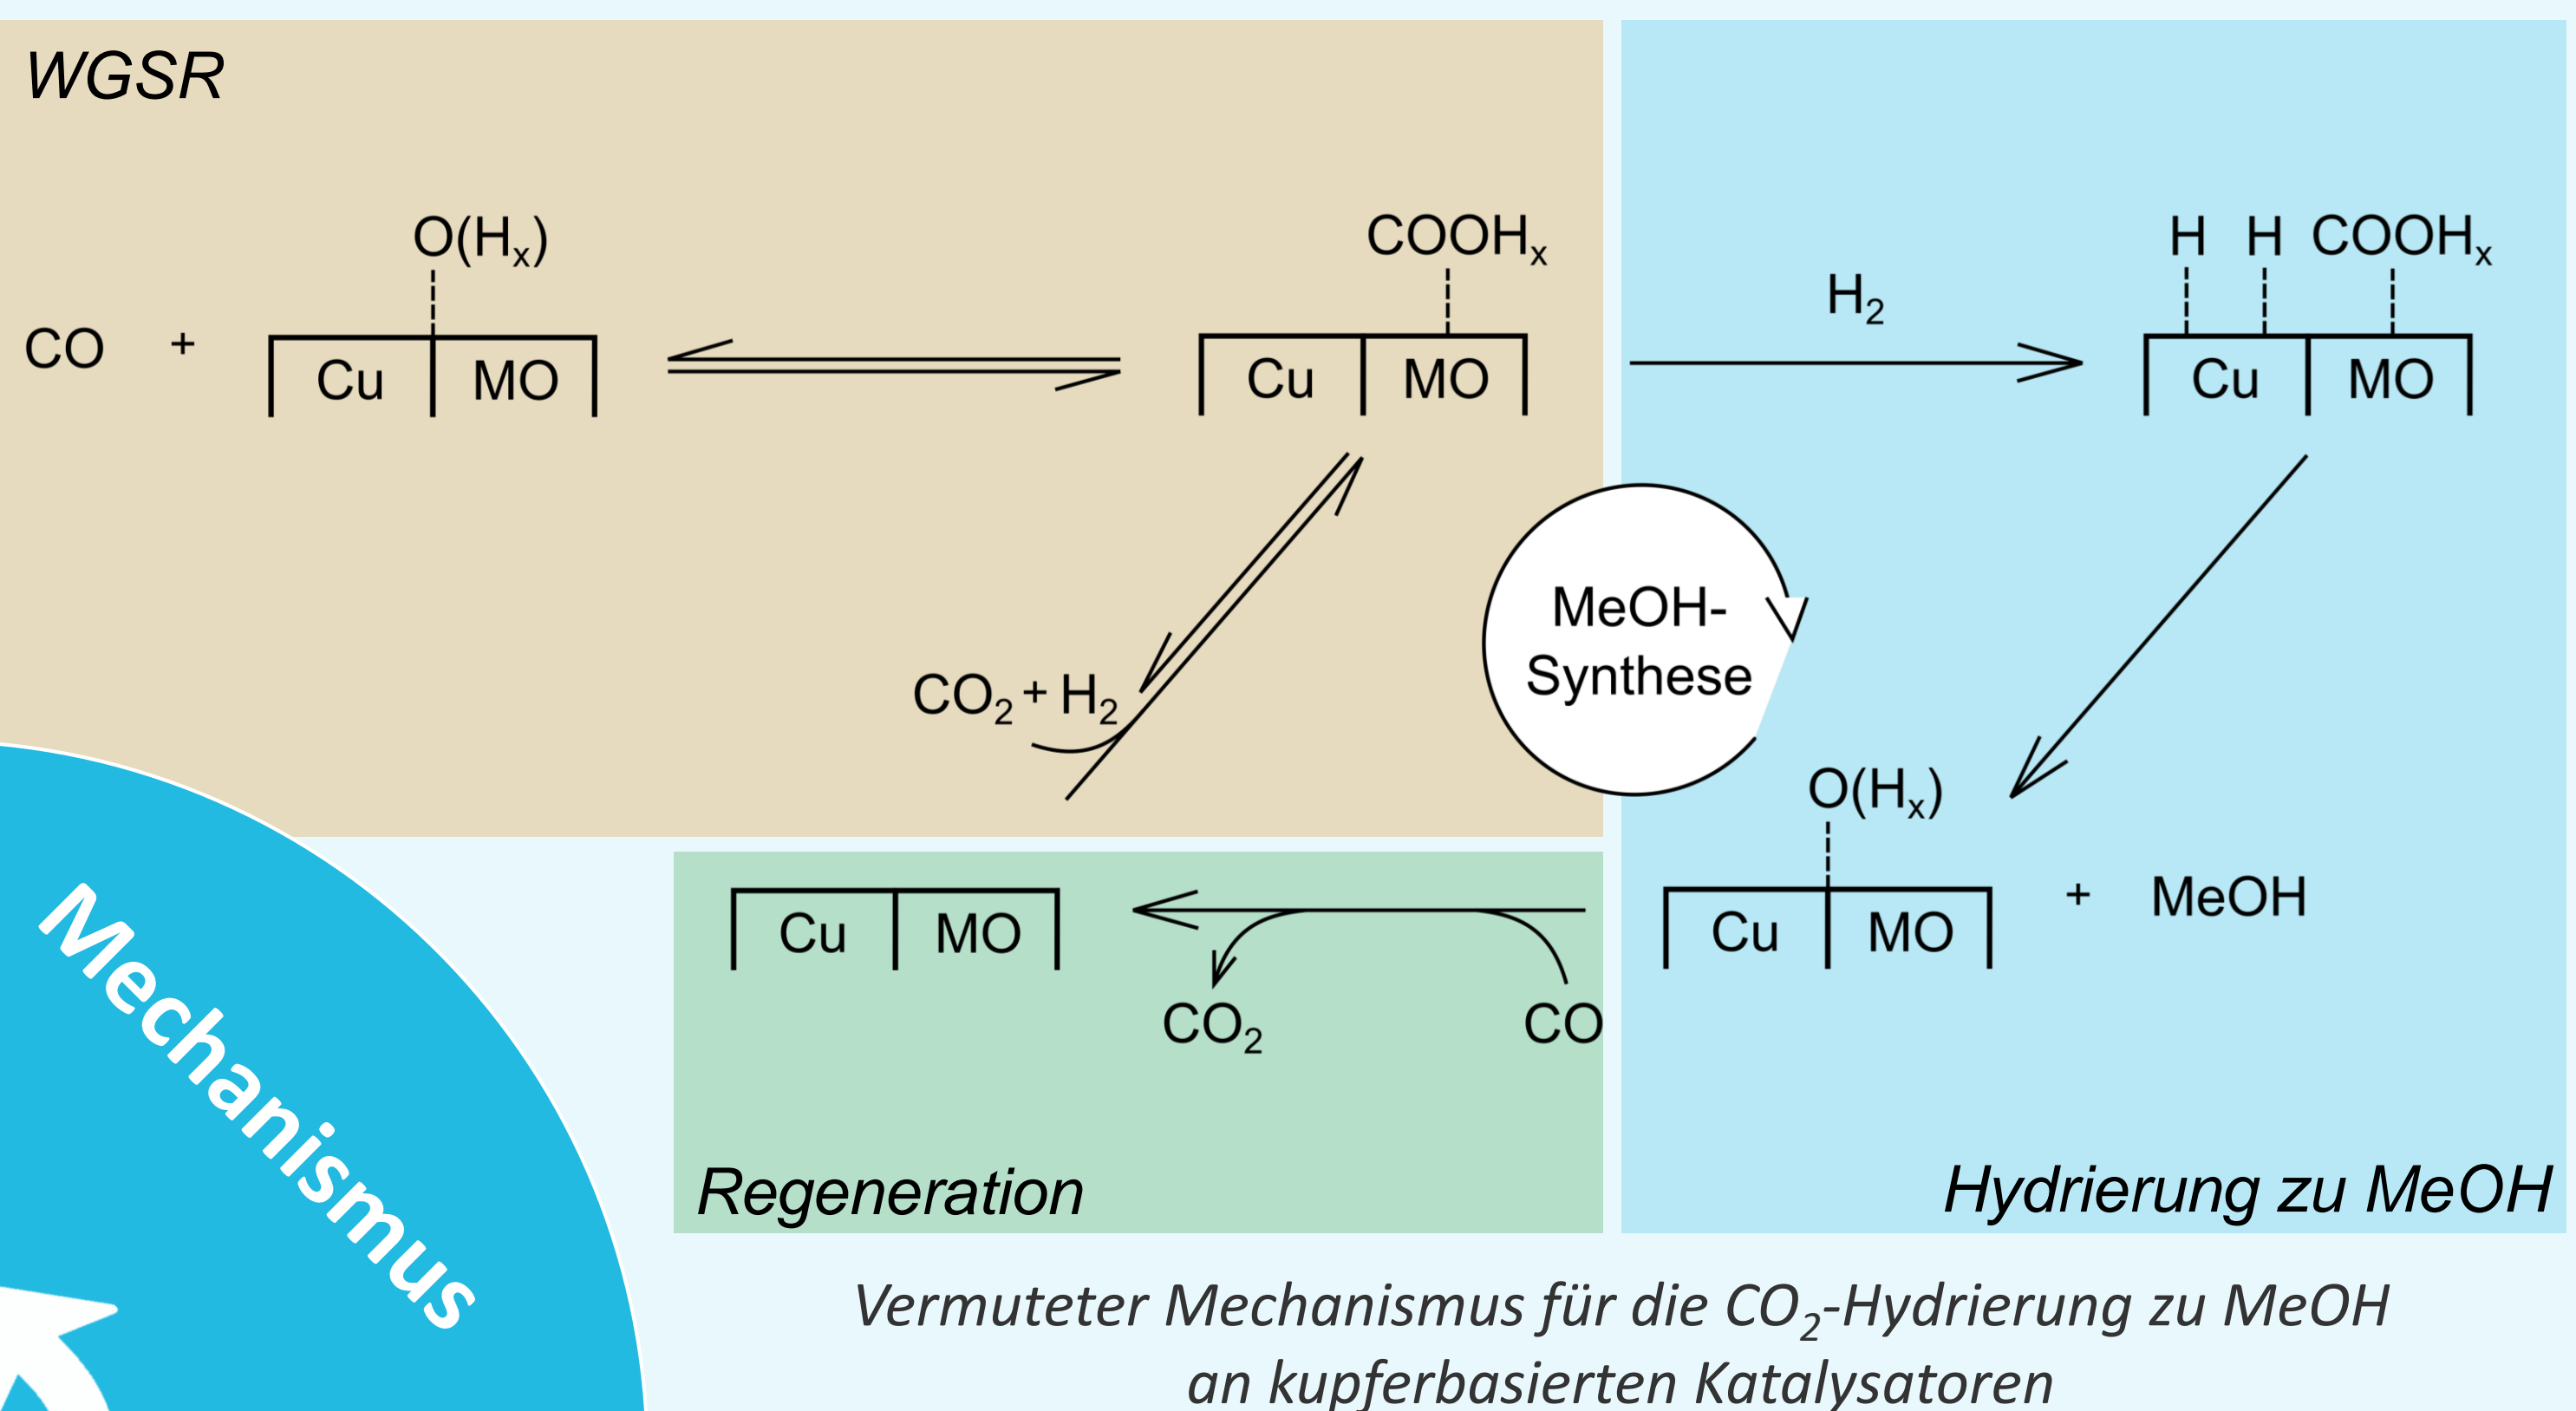 WGSR
O(Hₓ)
CO + Cu MO
COOHₓ
Cu MO
H₂
H H COOHₓ
Cu MO
CO₂ + H₂
MeOH-
Synthese
O(Hₓ)
Cu MO + MeOH
Cu MO
CO₂
CO
Regeneration
Hydrierung zu MeOH
Mechanismus
Vermuteter Mechanismus für die CO₂-Hydrierung zu MeOH
an kupferbasierten Katalysatoren